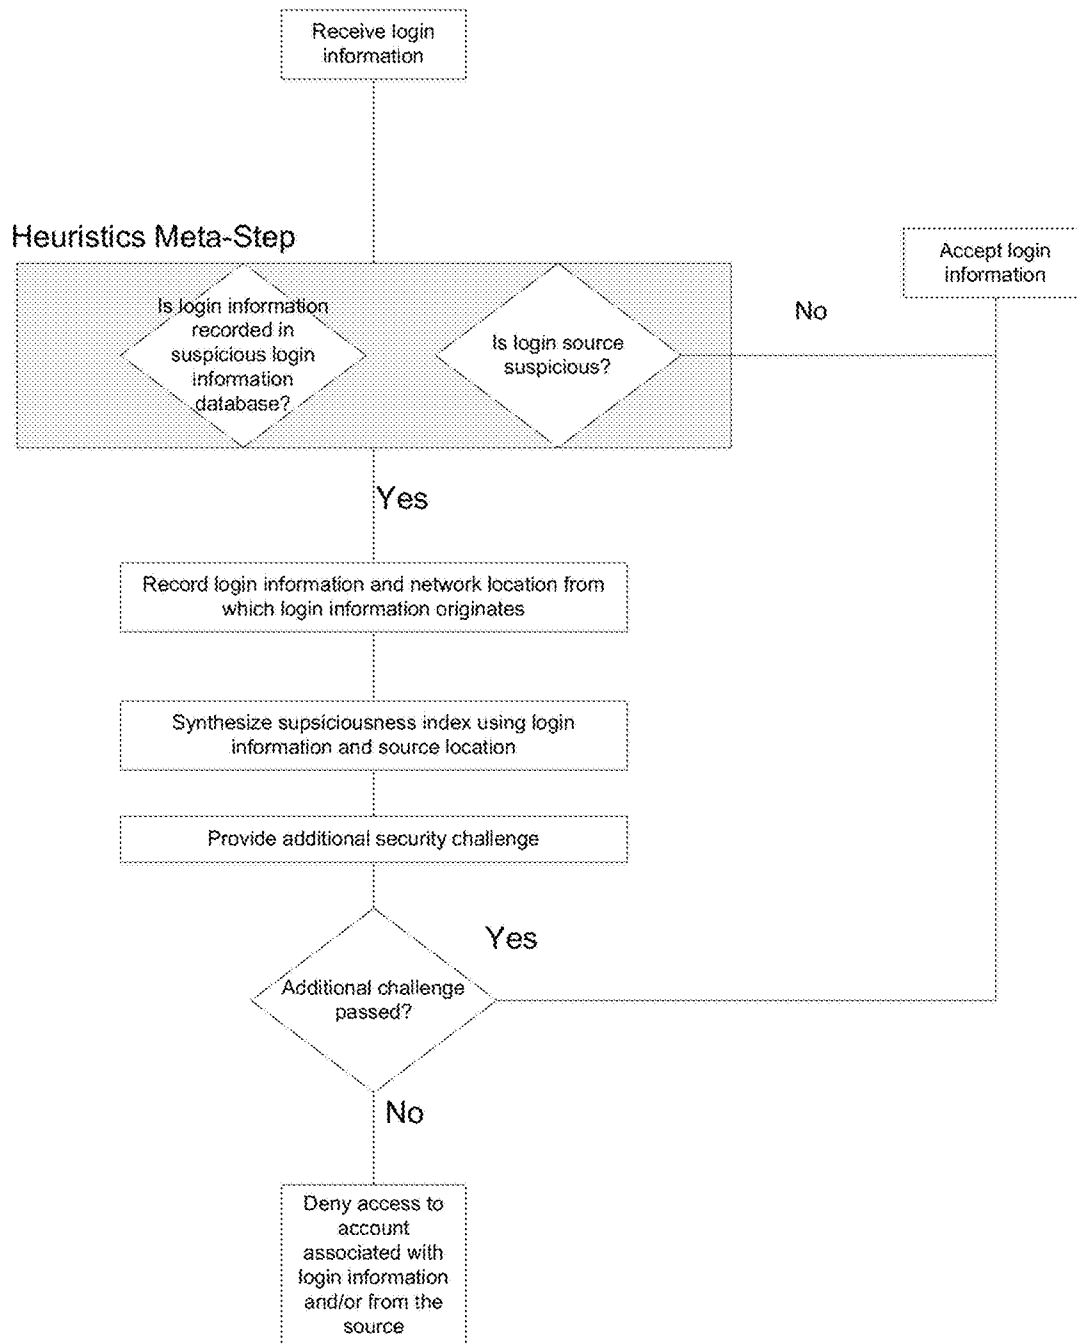 Receive login
information
Heuristics Meta-Step
Is login information
recorded in
suspicious login
information
database?
Is login source
suspicious?
No
Accept login
information
Yes
Record login information and network location from
which login information originates
Synthesize supsiciousness index using login
information and source location
Provide additional security challenge
Additional challenge
passed?
Yes
No
Deny access to
account
associated with
login information
and/or from the
source